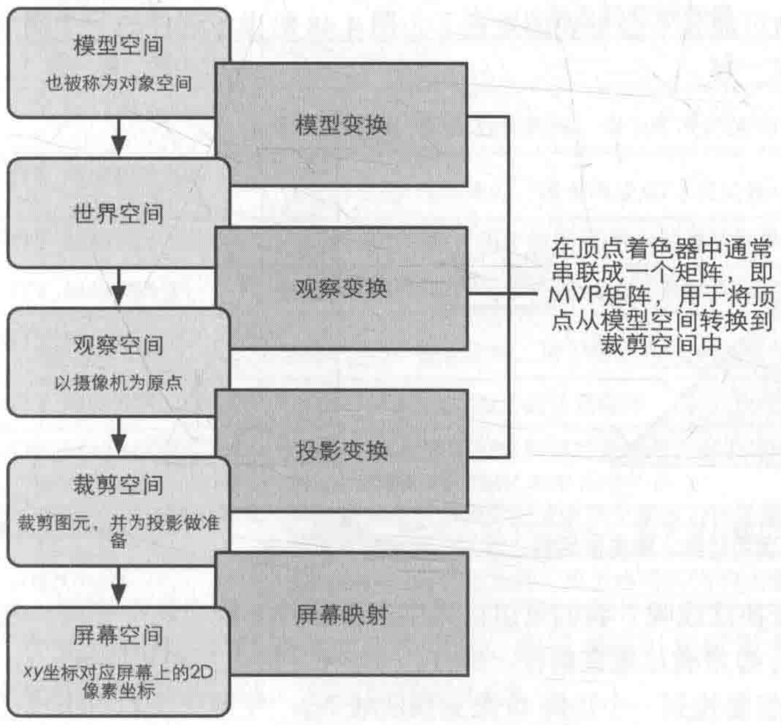 模型空间
也被称为对象空间
模型变换
世界空间
观察变换
在顶点着色器中通常
串联成一个矩阵，即
MVP矩阵，用于将顶
点从模型空间转换到
裁剪空间中
观察空间
以摄像机为原点
投影变换
裁剪空间
裁剪图元，并为投影做准
备
屏幕映射
屏幕空间
xy坐标对应屏幕上的2D
像素坐标